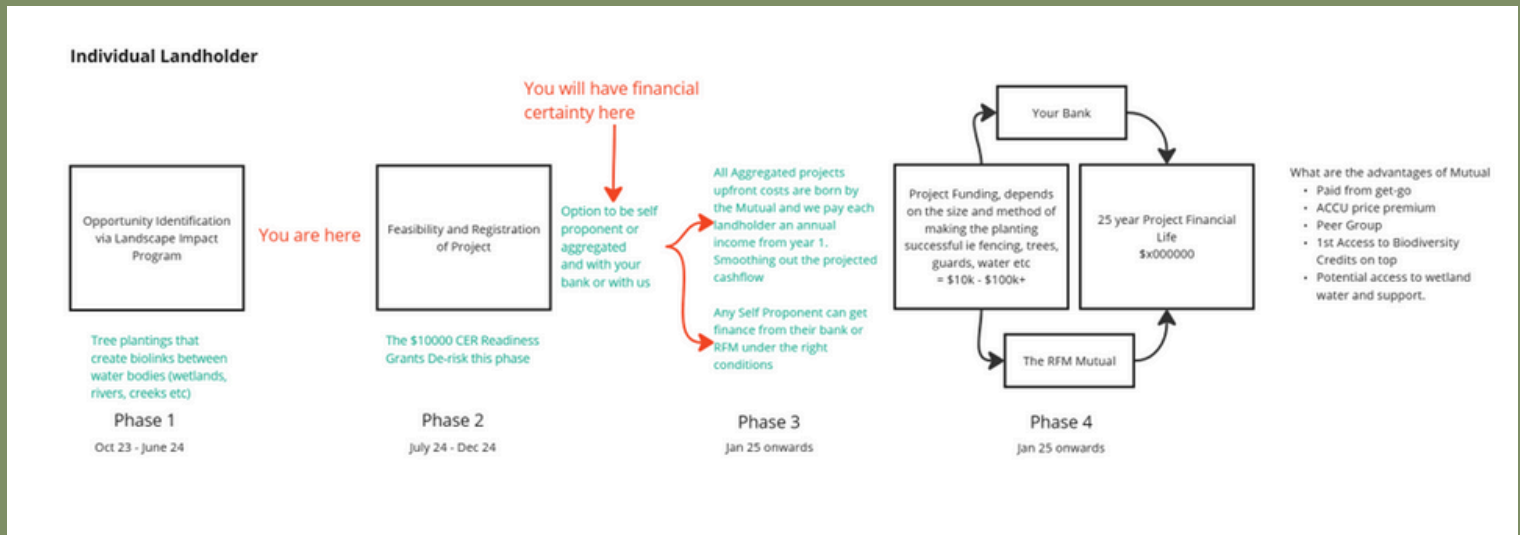 Individual Landholder
You will have financial
certainty here
Opportunity Identification
via Landscape Impact
Program
You are here
Feasibility and Registration
of Project
Option to be self
proponent or
aggregated
and with your
bank or with us
All Aggregated projects
upfront costs are born by
the Mutual and we pay each
landholder an annual
income from year 1.
Smoothing out the projected
cashflow
Any Self Proponent can get
finance from their bank or
RFM under the right
conditions
Your Bank
Project Funding, depends
on the size and method of
making the planting
successful ie fencing, trees,
guards, water etc
= $10k - $100k+
25 year Project Financial
Life
$x000000
The RFM Mutual
What are the advantages of Mutual
• Paid from get-go
• ACCU price premium
• Peer Group
• 1st Access to Biodiversity
Credits on top
• Potential access to wetland
water and support.
Tree plantings that
create biolinks between
water bodies (wetlands,
rivers, creeks etc)
The $10000 CER Readiness
Grants De-risk this phase
Phase 1
Oct 23 - June 24
Phase 2
July 24 - Dec 24
Phase 3
Jan 25 onwards
Phase 4
Jan 25 onwards